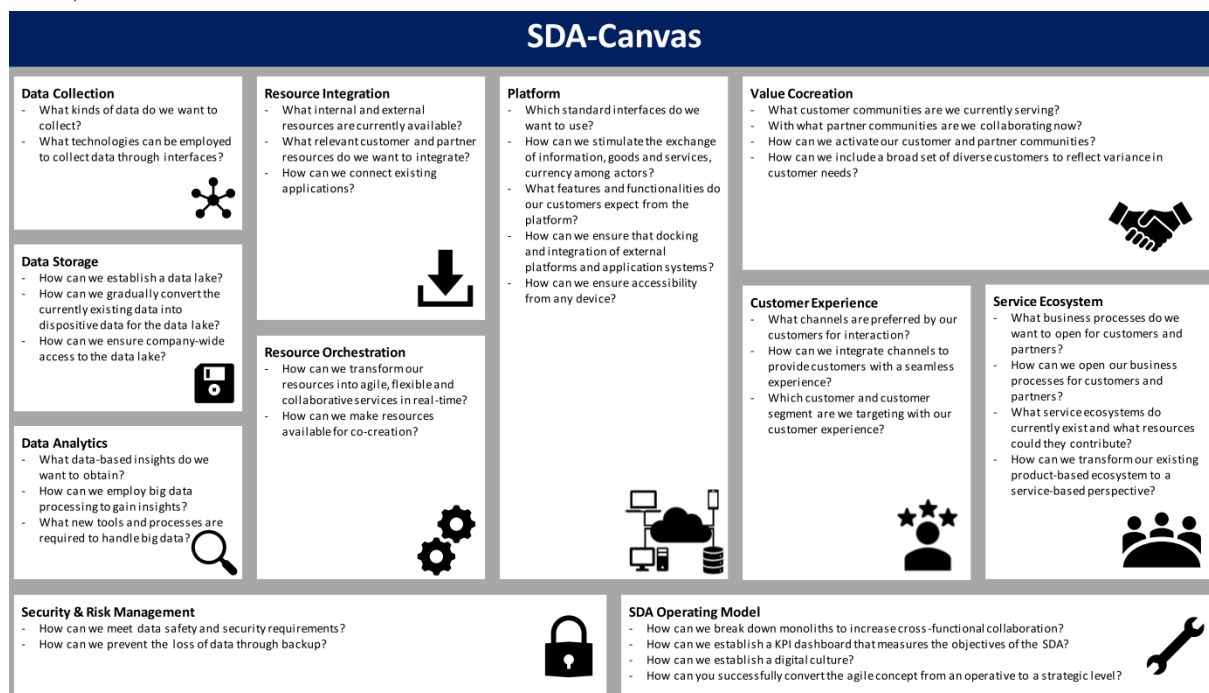 SDA-Canvas
Data Collection
- What kinds of data do we want to
collect?
- What technologies can be employed
to collect data through interfaces?
Data Storage
- How can we establish a data lake?
- How can we gradually convert the
currently existing data into
dispositive data for the data lake?
- How can we ensure company-wide
access to the data lake?
Data Analytics
- What data-based insights do we
want to obtain?
- How can we employ big data
processing to gain insights?
- What new tools and processes are
required to handle big data?
Resource Integration
- What internal and external
resources are currently available?
- What relevant customer and partner
resources do we want to integrate?
- How can we connect existing
applications?
Resource Orchestration
- How can we transform our
resources into agile, flexible and
collaborative services in real-time?
- How can we make resources
available for co-creation?
Platform
- Which standard interfaces do we
want to use?
- How can we stimulate the exchange
of information, goods and services,
currency among actors?
- What features and functionalities do
our customers expect from the
platform?
- How can we ensure that docking
and integration of external
platforms and application systems?
- How can we ensure accessibility
from any device?
Value Cocreation
- What customer communities are we currently serving?
- With what partner communities are we collaborating now?
- How can we activate our customer and partner communities?
- How can we include a broad set of diverse customers to reflect variance in
customer needs?
Customer Experience
- What channels are preferred by our
customers for interaction?
- How can we integrate channels to
provide customers with a seamless
experience?
- Which customer and customer
segment are we targeting with our
customer experience?
Service Ecosystem
- What business processes do we
want to open for customers and
partners?
- How can we open our business
processes for customers and
partners?
- What service ecosystems do
currently exist and what resources
could they contribute?
- How can we transform our existing
product-based ecosystem to a
service-based perspective?
Security & Risk Management
- How can we meet data safety and security requirements?
- How can we prevent the loss of data through backup?
SDA Operating Model
- How can we break down monoliths to increase cross-functional collaboration?
- How can we establish a KPI dashboard that measures the objectives of the SDA?
- How can we establish a digital culture?
- How can you successfully convert the agile concept from an operative to a strategic level?